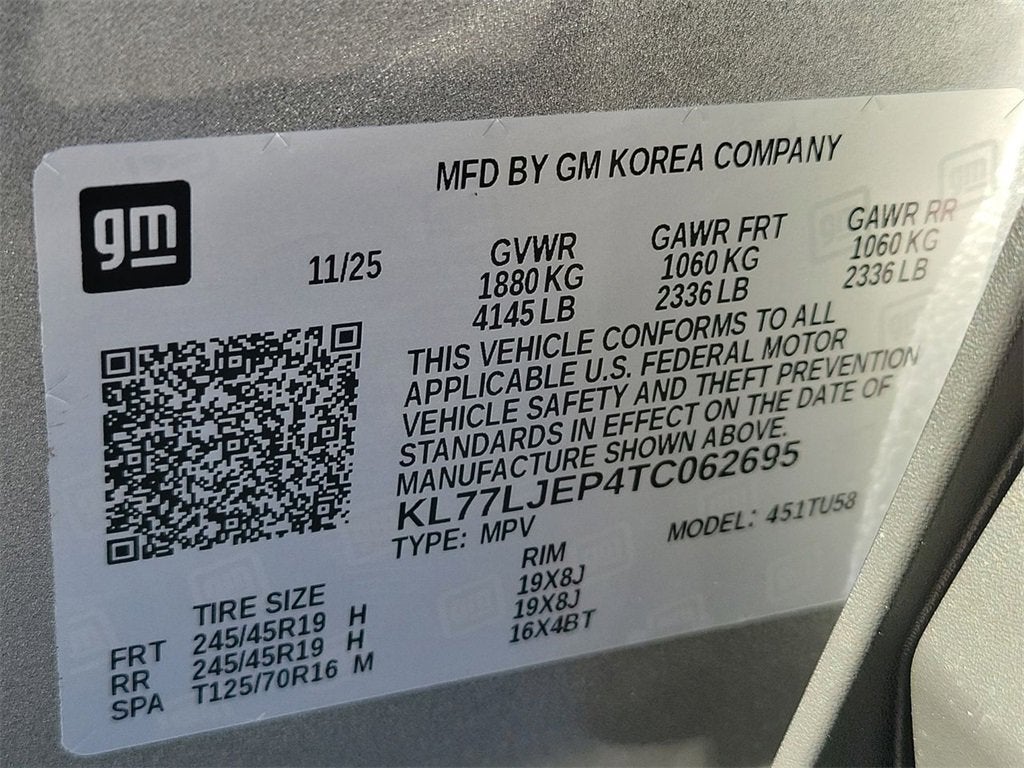 MFD BY GM KOREA COMPANY
gm
11/25
GVWR
1880 KG
4145 LB
GAWR FRT
1060 KG
2336 LB
GAWR RR
1060 KG
2336 LB
THIS VEHICLE CONFORMS TO ALL
APPLICABLE U.S. FEDERAL MOTOR
VEHICLE SAFETY AND THEFT PREVENTION
STANDARDS IN EFFECT ON THE DATE OF
MANUFACTURE SHOWN ABOVE.
KL77LJEP4TC062695
TYPE: MPV MODEL: 451TU58
TIRE SIZE RIM
FRT 245/45R19 H 19X8J
RR 245/45R19 H 19X8J
SPA T125/70R16 M 16X4BT